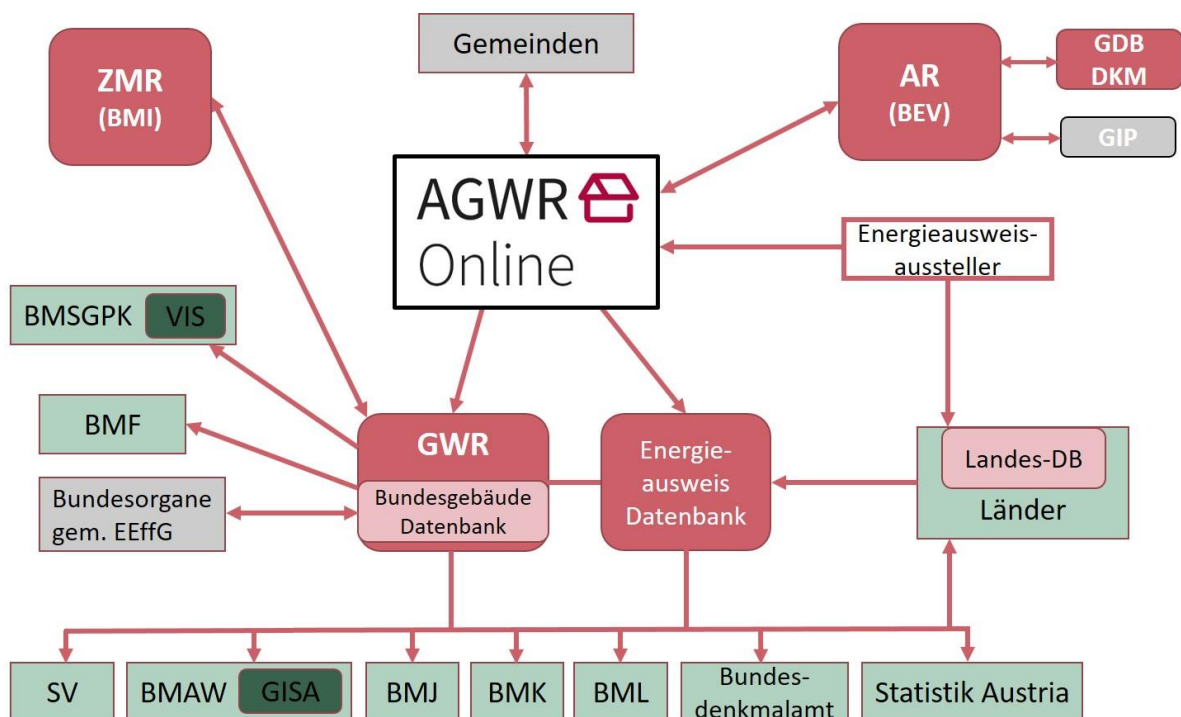 ZMR
(BMI)
Gemeinden
AR
(BEV)
GDB
DKM
GIP
AGWR
Online
Energieausweis-
aussteller
BMSGPK
VIS
BMF
Bundesorgane
gem. EEffG
GWR
Bundesgebäude
Datenbank
Energie-
ausweis
Datenbank
Landes-DB
Länder
SV
BMAW
GISA
BMJ
BMK
BML
Bundes-
denkmalamt
Statistik Austria